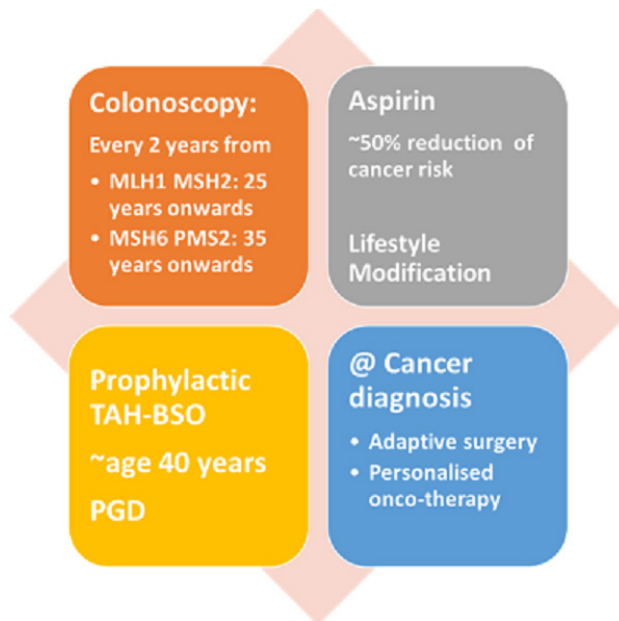 Colonoscopy:
Every 2 years from
• MLH1 MSH2: 25
years onwards
• MSH6 PMS2: 35
years onwards
Aspirin
~50% reduction of
cancer risk
Lifestyle
Modification
Prophylactic
TAH-BSO
~age 40 years
PGD
@ Cancer
diagnosis
• Adaptive surgery
• Personalised
onco-therapy